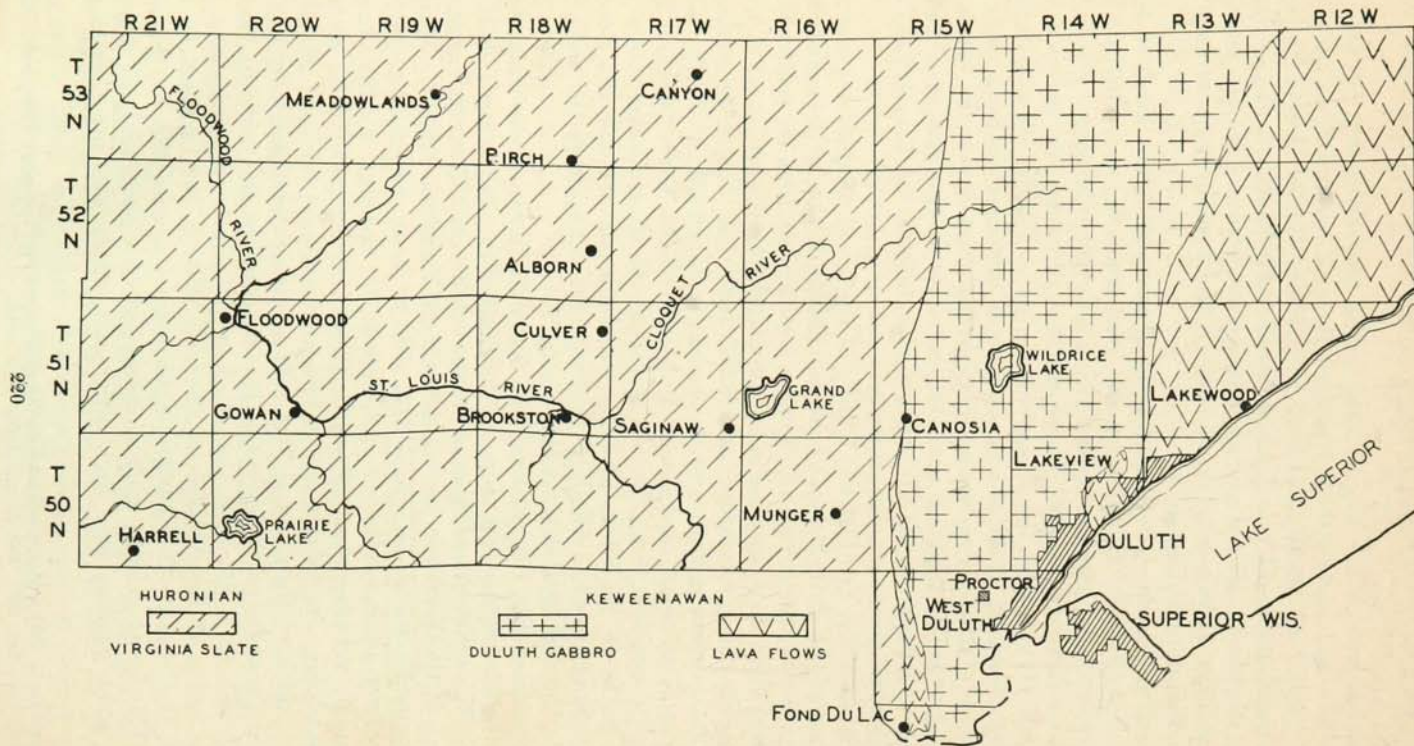 R 21 W R 20 W R 19 W R 18 W R 17 W R 16 W R 15 W R 14 W R 13 W R 12 W
T
53
N
FLOODWOOD
RIVER
MEADOWLANDS
CANYON
PIRCH
T
52
N
ALBORN
CLOQUET
RIVER
FLOODWOOD
CULVER
T
51
N
ST. LOUIS RIVER
GRAND
LAKE
WILDRICE
LAKE
GOWAN
BROOKSTON
SAGINAW
CANOSIA
LAKEWOOD
LAKEVIEW
T
50
N
HARRELL
PRAIRIE
LAKE
MUNGER
DULUTH
LAKE SUPERIOR
PROCTOR
WEST
DULUTH
SUPERIOR WIS.
FOND DU LAC
HURONIAN
VIRGINIA SLATE
KEWEENAWAN
DULUTH GABBRO
LAVA FLOWS
220